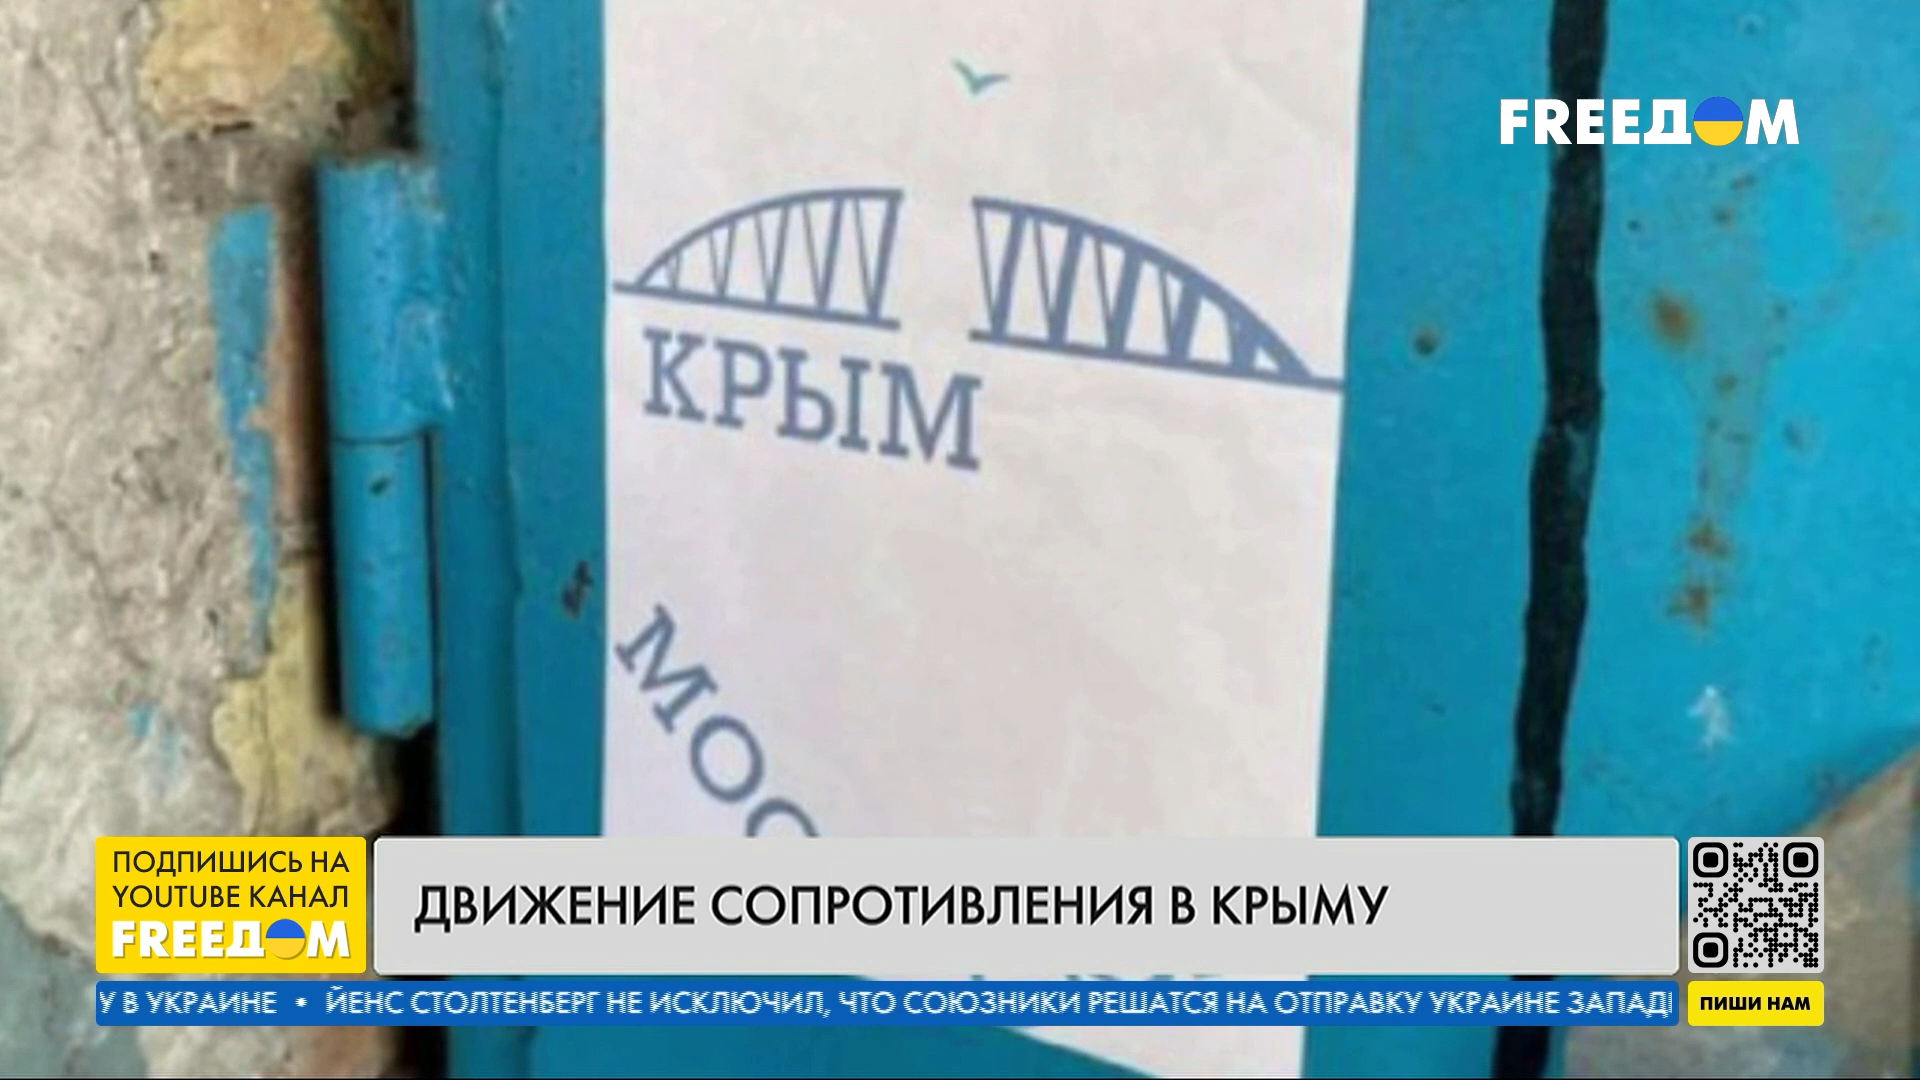 FREEДОМ
КРЫМ
МОС
ПОДПИШИСЬ НА
YOUTUBE КАНАЛ
FREEДОМ
ДВИЖЕНИЕ СОПРОТИВЛЕНИЯ В КРЫМУ
У В УКРАИНЕ • ЙЕНС СТОЛТЕНБЕРГ НЕ ИСКЛЮЧИЛ, ЧТО СОЮЗНИКИ РЕШАТСЯ НА ОТПРАВКУ УКРАИНЕ ЗАПАД
ПИШИ НАМ